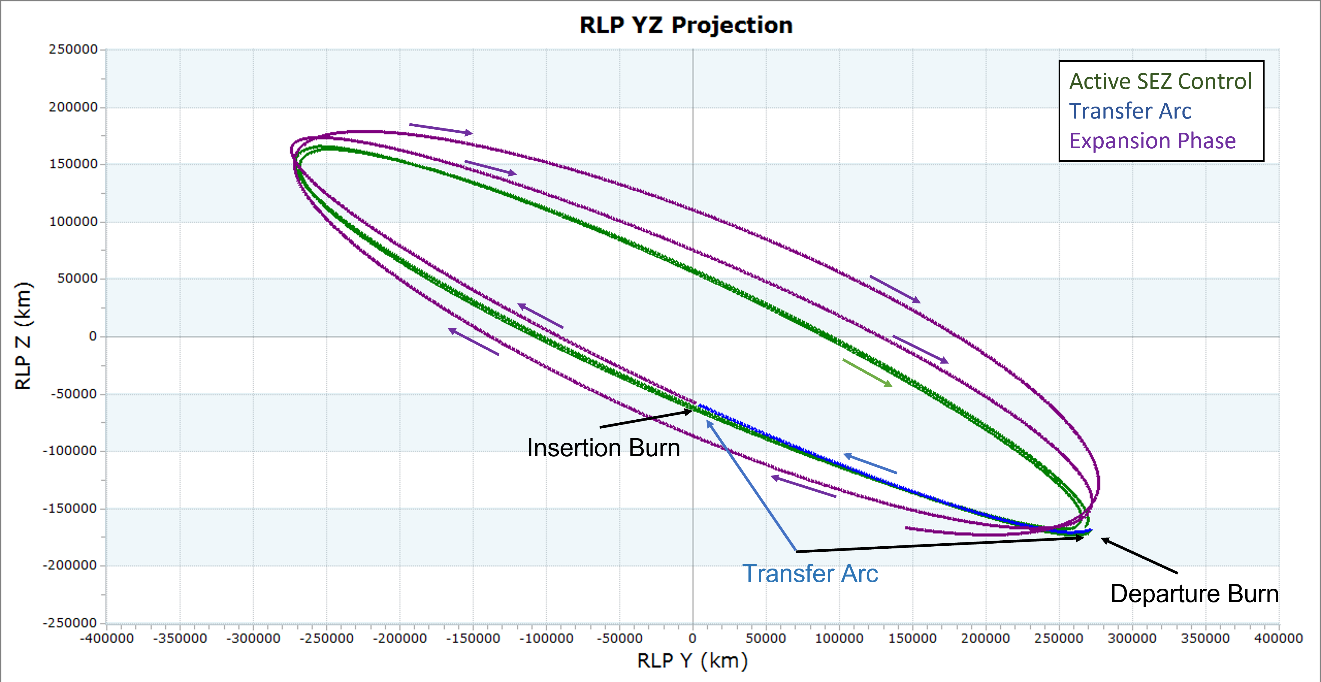 RLP YZ Projection
250000
200000
150000
100000
50000
0
-50000
-100000
-150000
-200000
-250000
RLP Z (km)
Active SEZ Control
Transfer Arc
Expansion Phase
Insertion Burn
Transfer Arc
Departure Burn
-400000 -350000 -300000 -250000 -200000 -150000 -100000 -50000 0 50000 100000 150000 200000 250000 300000 350000 400000
RLP Y (km)